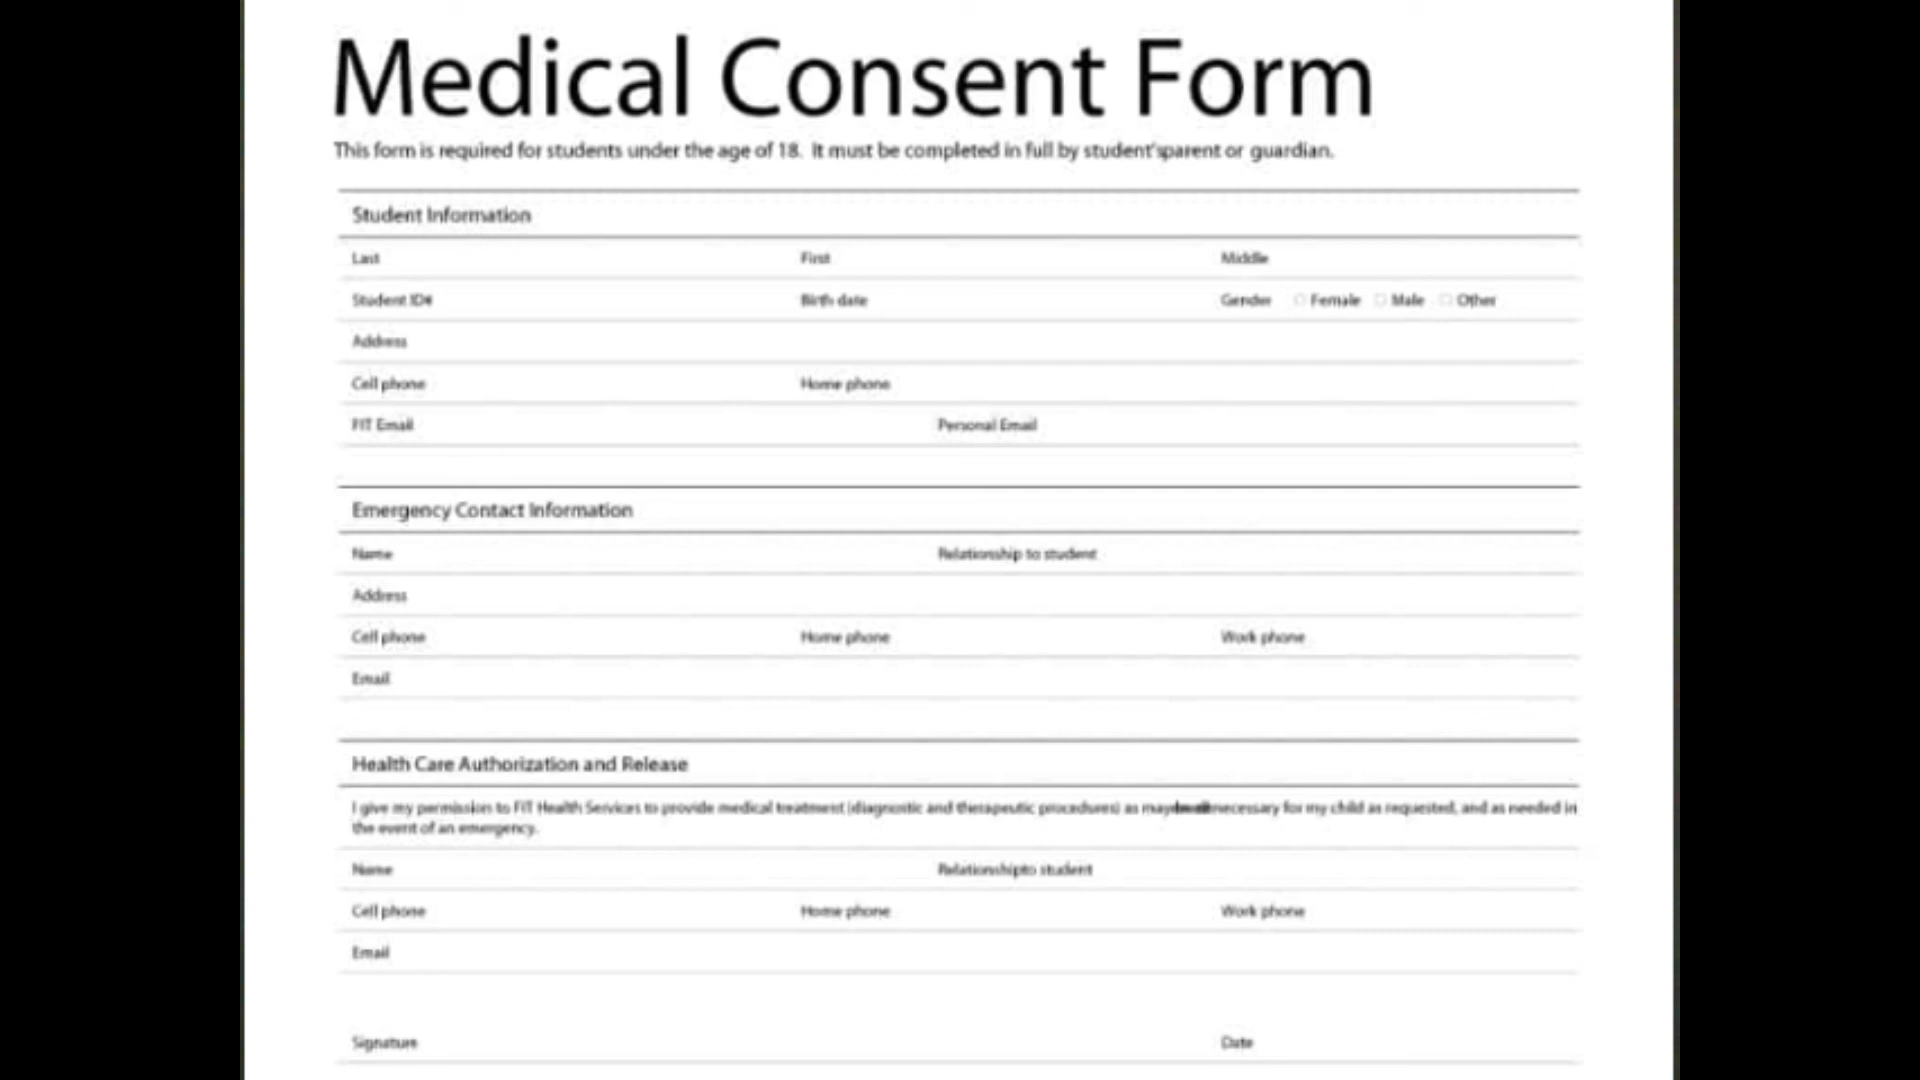 Medical Consent Form
This form is required for students under the age of 18. It must be completed in full by student'sparent or guardian.
Student Information
Last First Middle
Student ID# Birth date Gender Female Male Other
Address
Cell phone Home phone
FIT Email Personal Email
Emergency Contact Information
Name Relationship to student
Address
Cell phone Home phone Work phone
Email
Health Care Authorization and Release
I give my permission to FIT Health Services to provide medical treatment (diagnostic and therapeutic procedures) as may necessary for my child as requested, and as needed in
the event of an emergency.
Name Relationshipto student
Cell phone Home phone Work phone
Email
Signature Date